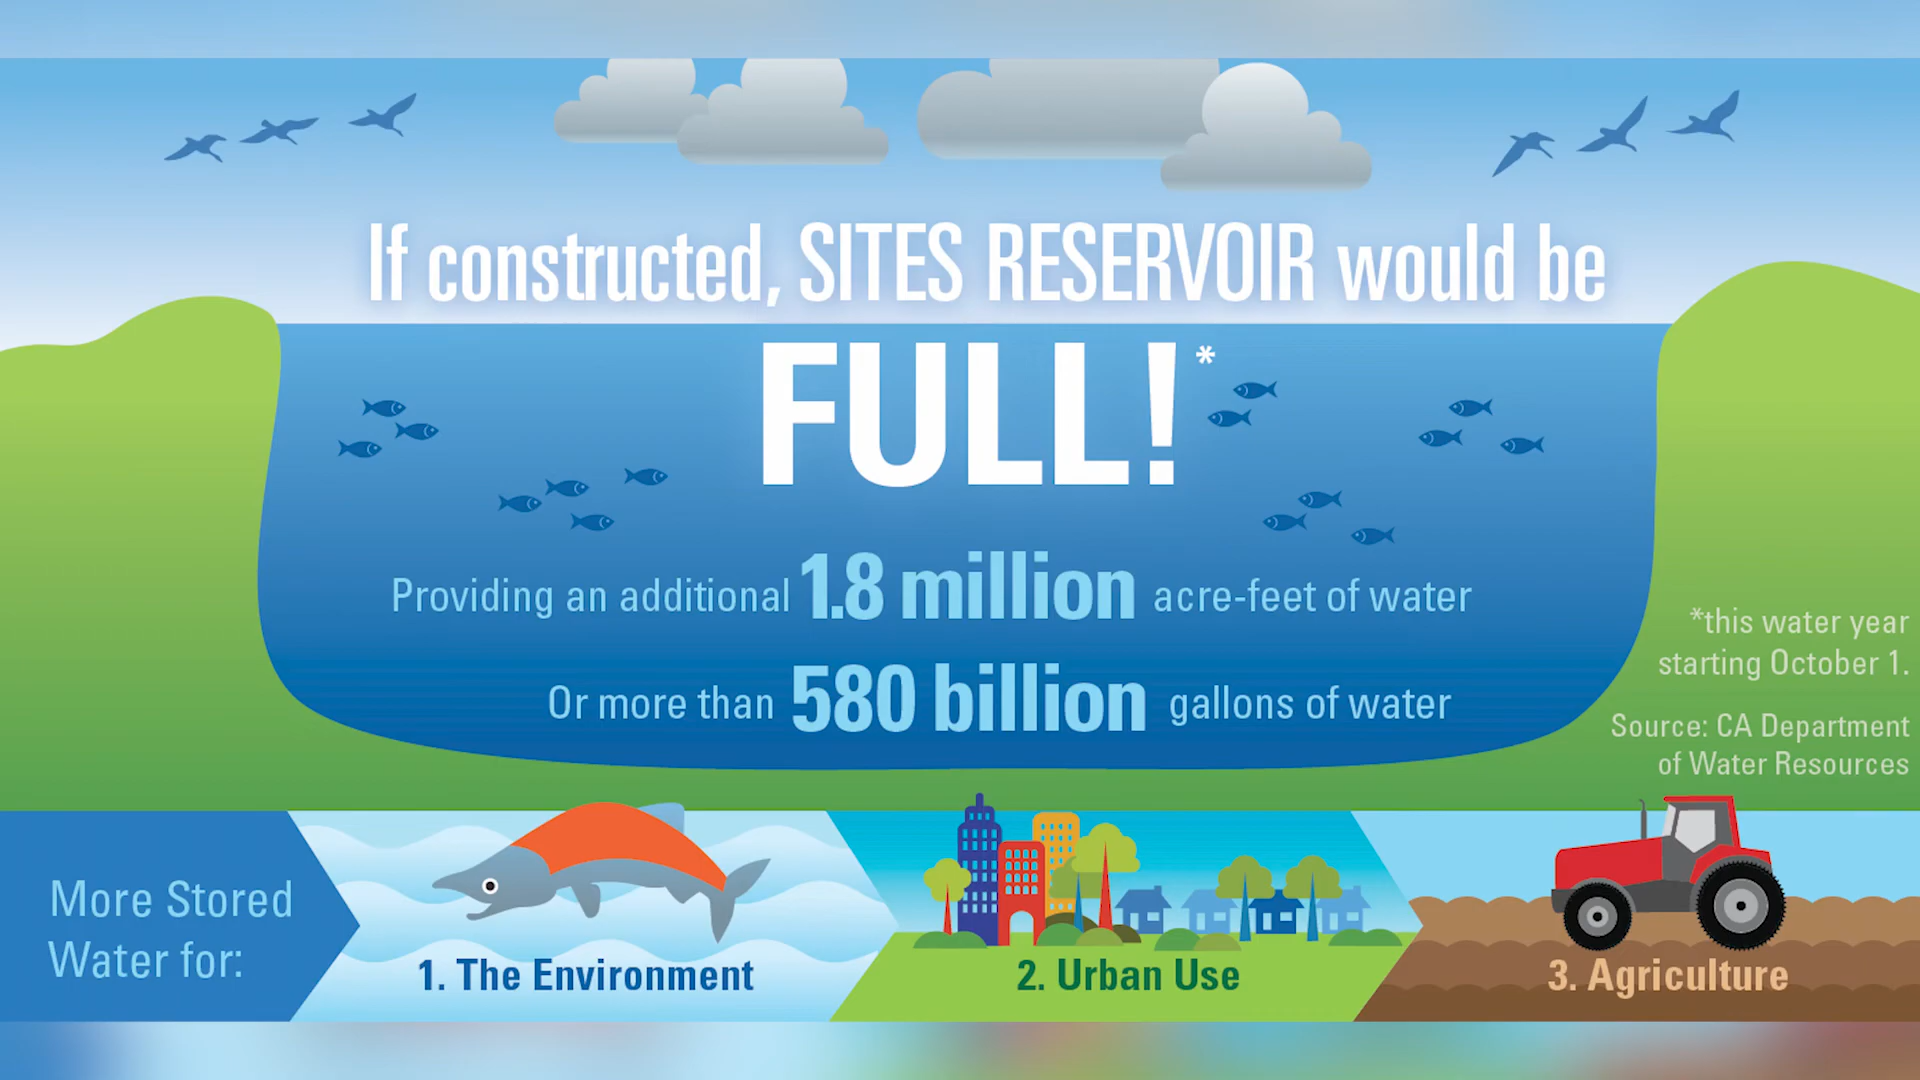 If constructed, SITES RESERVOIR would be
FULL!*
Providing an additional 1.8 million acre-feet of water
Or more than 580 billion gallons of water
*this water year
starting October 1.
Source: CA Department
of Water Resources
More Stored
Water for:
1. The Environment
2. Urban Use
3. Agriculture